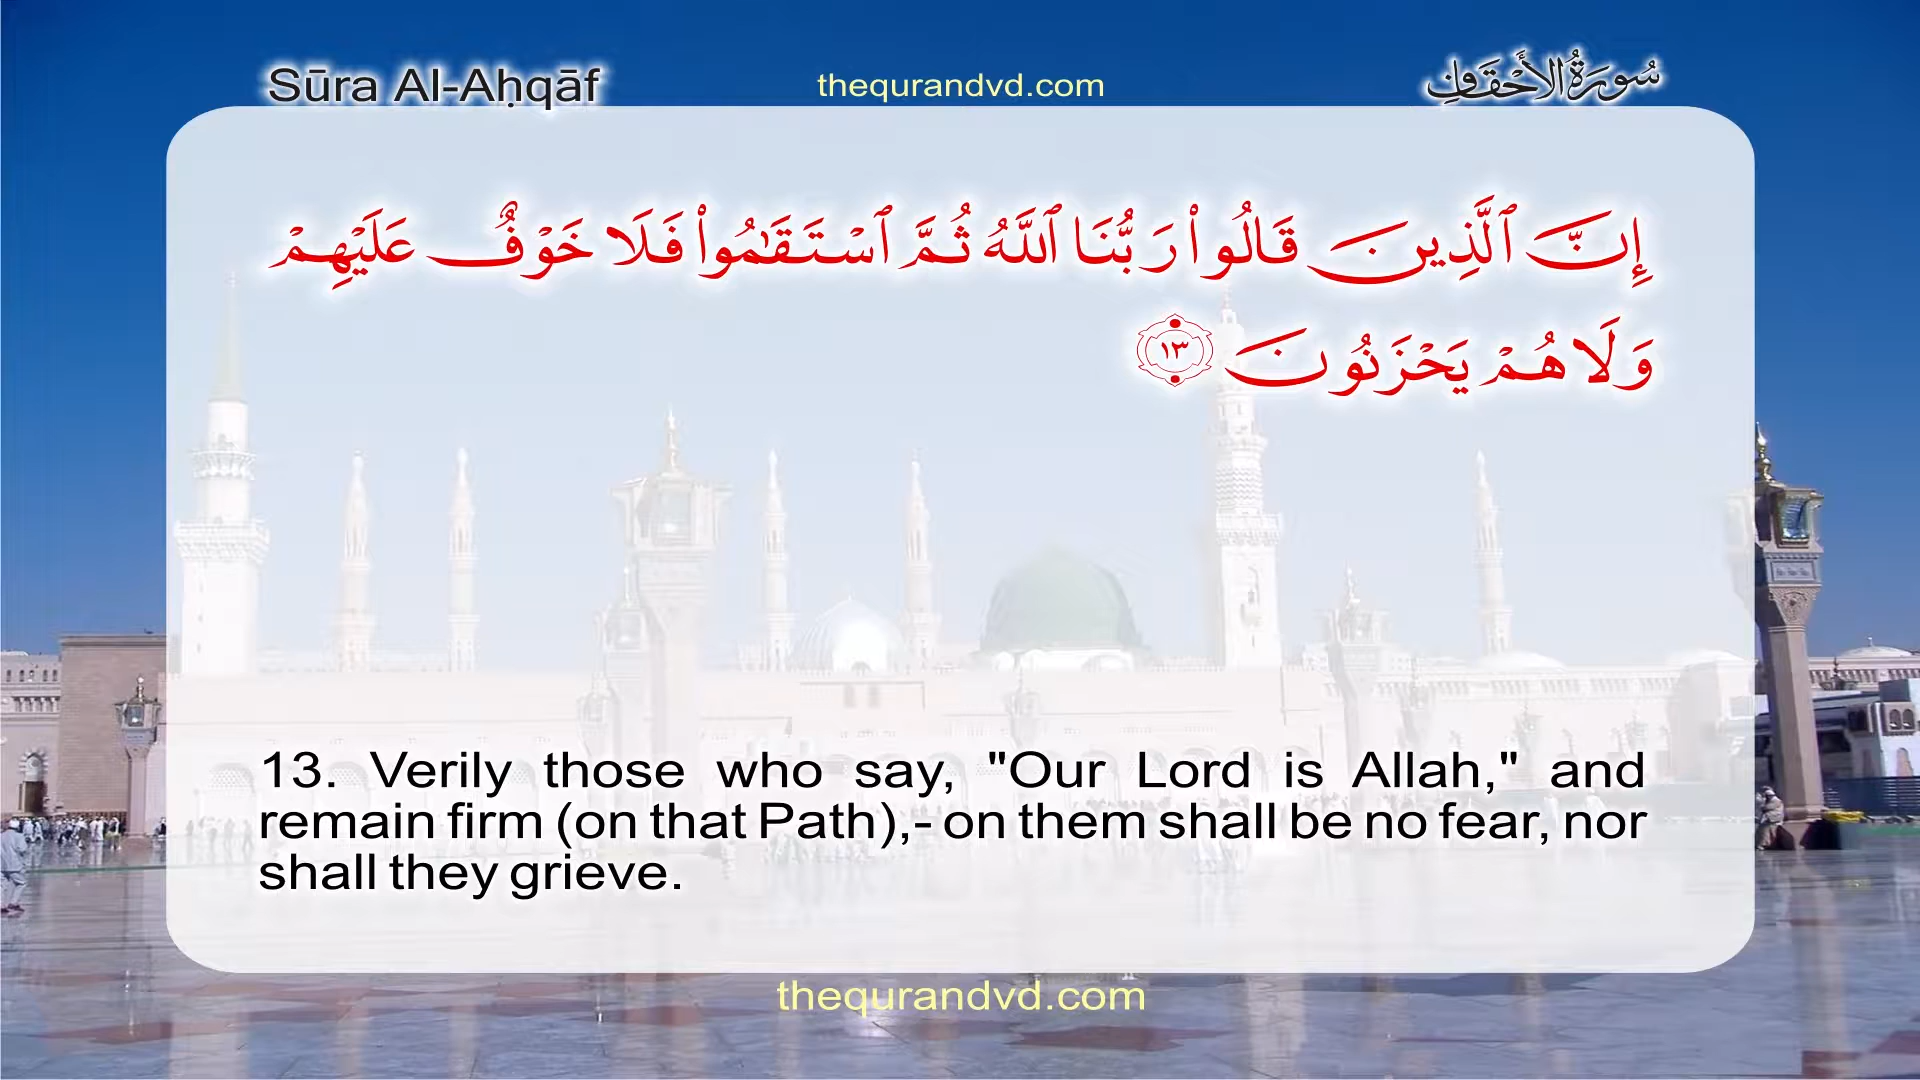 Sūra Al-Aḥqāf
thequrandvd.com
سُورَةُ الأَحْقَافِ
إِنَّ ٱلَّذِينَ قَالُوا۟ رَبُّنَا ٱللَّهُ ثُمَّ ٱسْتَقَـٰمُوا۟ فَلَا خَوْفٌ عَلَيْهِمْ
وَلَا هُمْ يَحْزَنُونَ ١٣
13. Verily those who say, "Our Lord is Allah," and
remain firm (on that Path),- on them shall be no fear, nor
shall they grieve.
thequrandvd.com